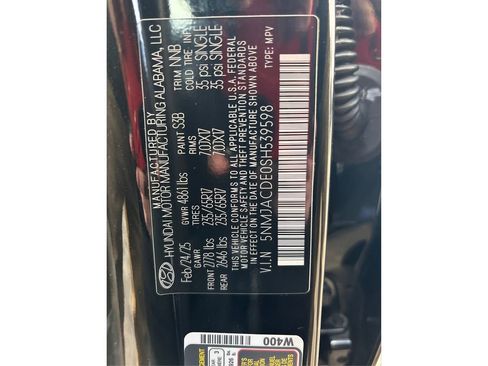 MANUFACTURED BY
HYUNDAI MOTOR MANUFACTURING ALABAMA, LLC
Feb/24/25 GVWR 4861 lbs PAINT S3B TRIM NNB
GAWR TIRES RIMS COLD TIRE INF.
FRONT 2778 lbs 235/65R17 7.0JX17 35 psi SINGLE
REAR 2646 lbs 235/65R17 7.0JX17 35 psi SINGLE
THIS VEHICLE CONFORMS TO ALL APPLICABLE U.S.A. FEDERAL
MOTOR VEHICLE SAFETY AND THEFT PREVENTION STANDARDS
IN EFFECT ON THE DATE OF MANUFACTURE SHOWN ABOVE
V.I.N 5NMJACDE0SH539598 TYPE: MPV
W400